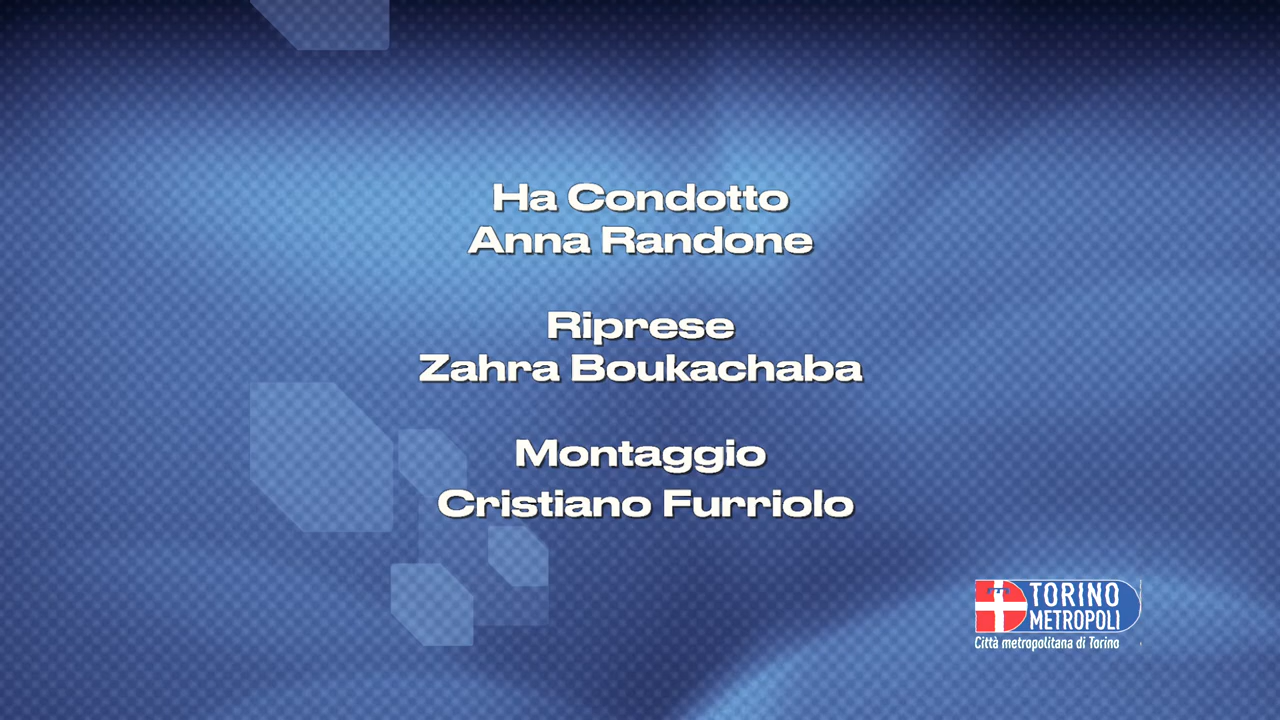 Ha Condotto
Anna Randone
Riprese
Zahra Boukachaba
Montaggio
Cristiano Furriolo
TORINO
METROPOLI
Città metropolitana di Torino